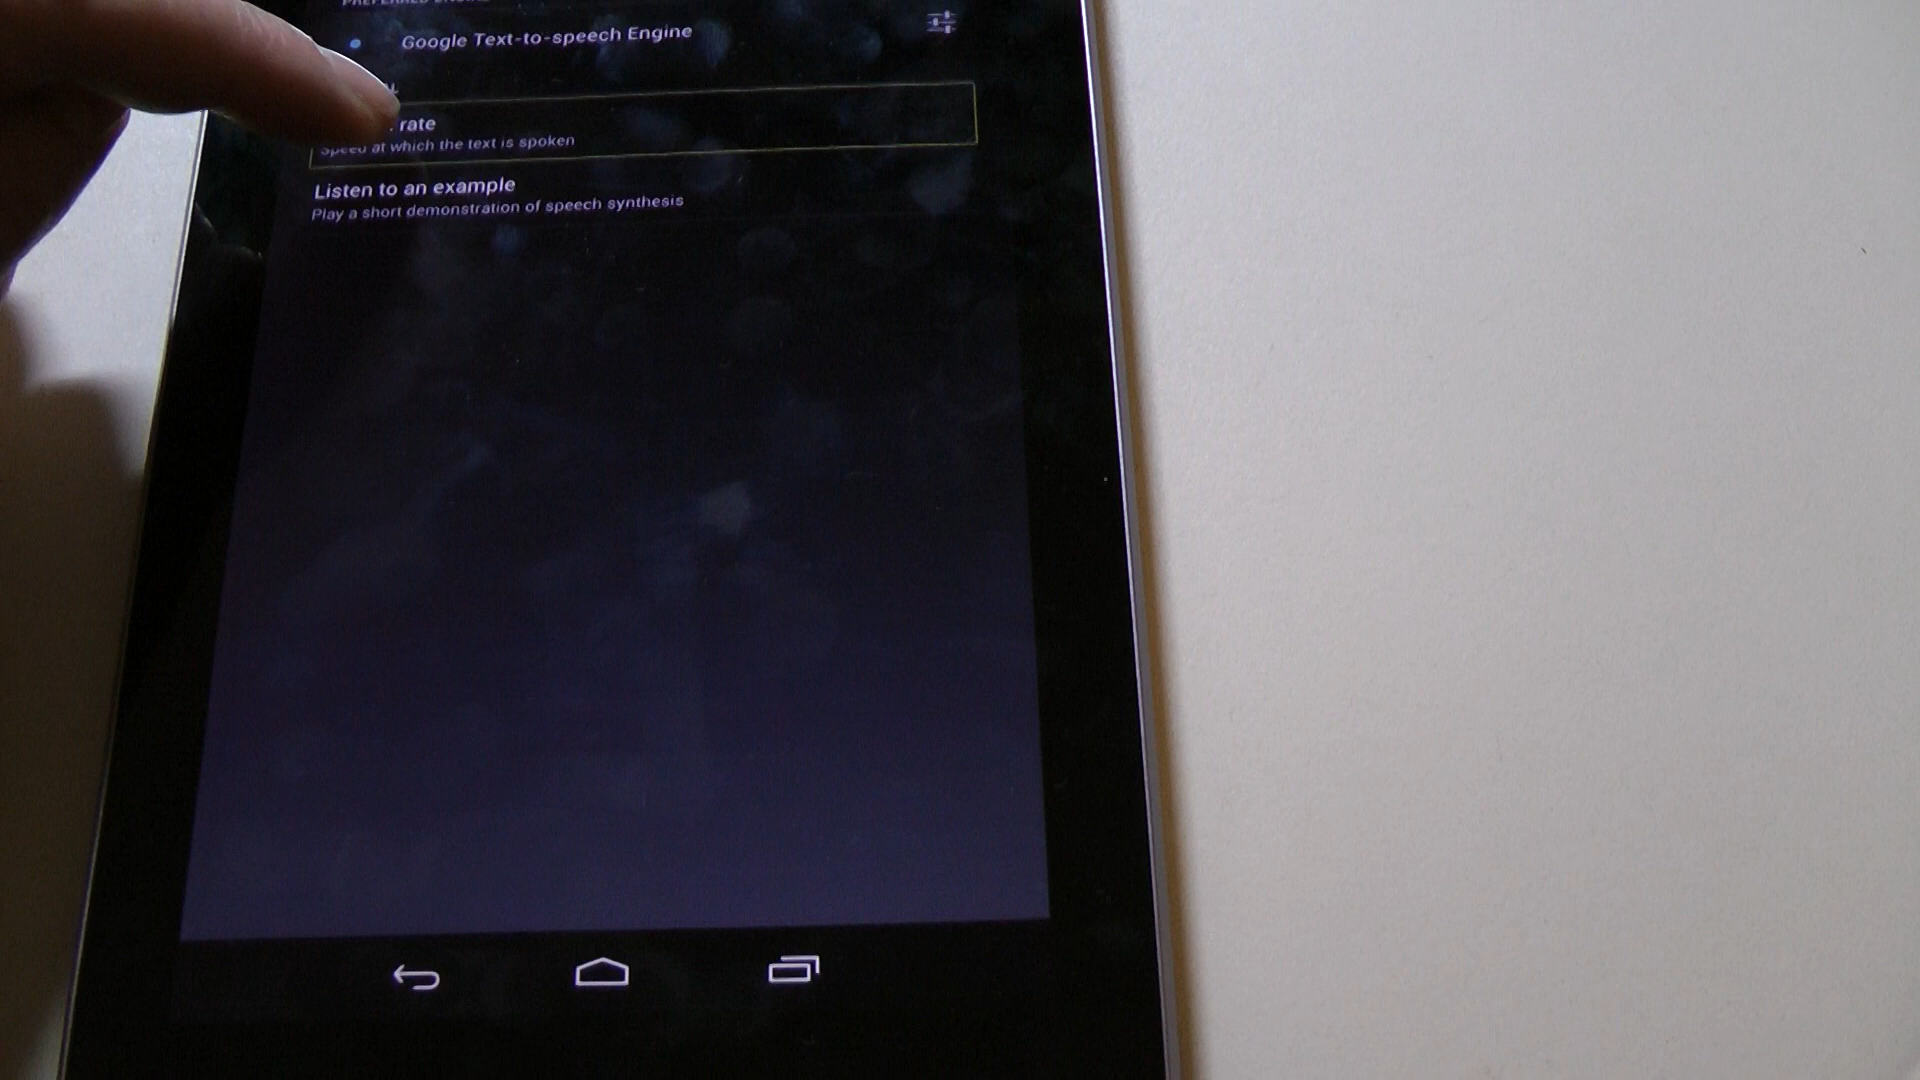 PREFERRED ENGINE
Google Text-to-speech Engine
rate
Speed at which the text is spoken
Listen to an example
Play a short demonstration of speech synthesis